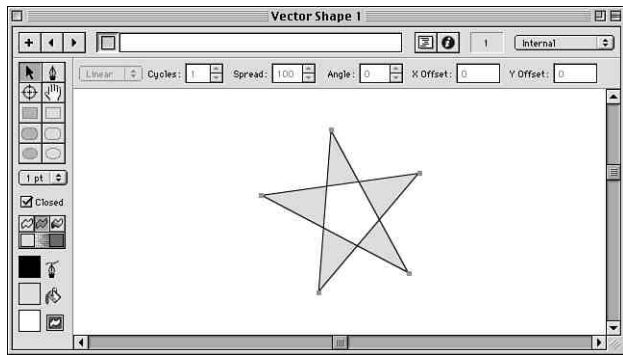 Vector Shape 1
1 Internal
Linear Cycles: 1 Spread: 100 Angle: 0 X Offset: 0 Y Offset: 0
1 pt
Closed